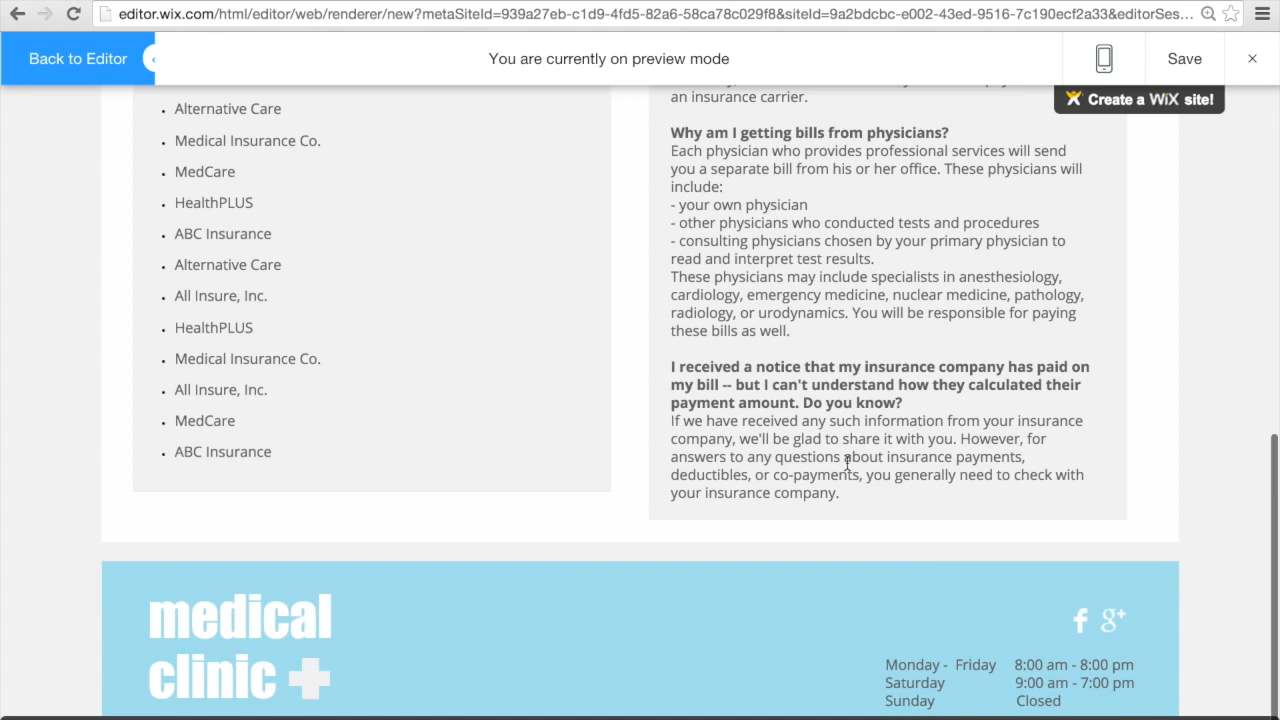 editor.wix.com/html/editor/web/renderer/new?metaSiteId=939a27eb-c1d9-4fd5-82a6-58ca78c029f8&siteId=9a2bdcbc-e002-43ed-9516-7c190ecf2a33&editorSes...
Back to Editor
You are currently on preview mode
Save
Create a WiX site!
Alternative Care
Medical Insurance Co.
MedCare
HealthPLUS
ABC Insurance
Alternative Care
All Insure, Inc.
HealthPLUS
Medical Insurance Co.
All Insure, Inc.
MedCare
ABC Insurance
an insurance carrier.
Why am I getting bills from physicians?
Each physician who provides professional services will send
you a separate bill from his or her office. These physicians will
include:
- your own physician
- other physicians who conducted tests and procedures
- consulting physicians chosen by your primary physician to
read and interpret test results.
These physicians may include specialists in anesthesiology,
cardiology, emergency medicine, nuclear medicine, pathology,
radiology, or urodynamics. You will be responsible for paying
these bills as well.
I received a notice that my insurance company has paid on
my bill -- but I can't understand how they calculated their
payment amount. Do you know?
If we have received any such information from your insurance
company, we'll be glad to share it with you. However, for
answers to any questions about insurance payments,
deductibles, or co-payments, you generally need to check with
your insurance company.
medical
clinic
Monday - Friday 8:00 am - 8:00 pm
Saturday 9:00 am - 7:00 pm
Sunday Closed